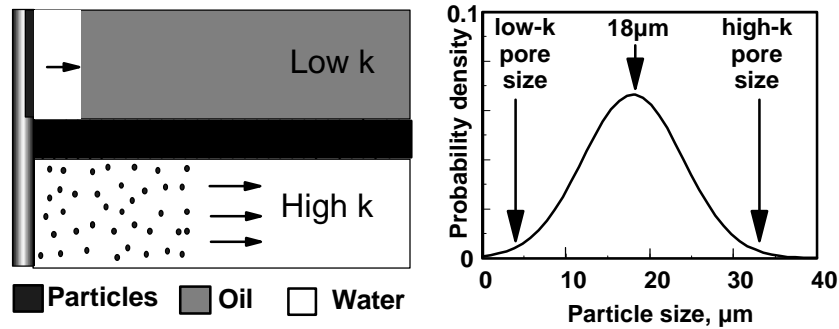 Low k
High k
Particles
Oil
Water
Probability density
0.1
0
low-k
pore
size
18µm
high-k
pore
size
0
10
20
30
40
Particle size, µm